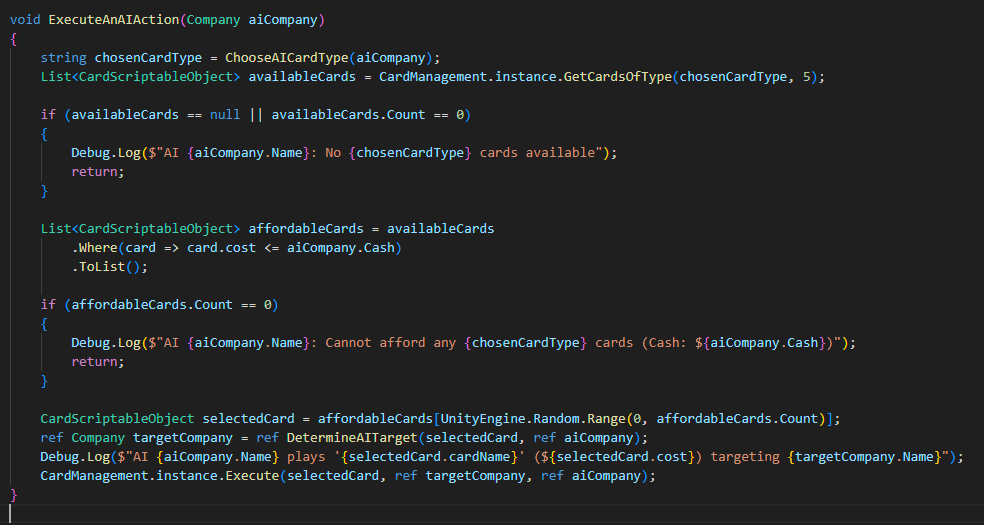 void ExecuteAnAIAction(Company aiCompany)
{
    string chosenCardType = ChooseAICardType(aiCompany);
    List<CardScriptableObject> availableCards = CardManagement.instance.GetCardsOfType(chosenCardType, 5);

    if (availableCards == null || availableCards.Count == 0)
    {
        Debug.Log($"AI {aiCompany.Name}: No {chosenCardType} cards available");
        return;
    }

    List<CardScriptableObject> affordableCards = availableCards
        .Where(card => card.cost <= aiCompany.Cash)
        .ToList();

    if (affordableCards.Count == 0)
    {
        Debug.Log($"AI {aiCompany.Name}: Cannot afford any {chosenCardType} cards (Cash: ${aiCompany.Cash})");
        return;
    }

    CardScriptableObject selectedCard = affordableCards[UnityEngine.Random.Range(0, affordableCards.Count)];
    ref Company targetCompany = ref DetermineAITarget(selectedCard, ref aiCompany);
    Debug.Log($"AI {aiCompany.Name} plays '{selectedCard.cardName}' (${selectedCard.cost}) targeting {targetCompany.Name}");
    CardManagement.instance.Execute(selectedCard, ref targetCompany, ref aiCompany);
}